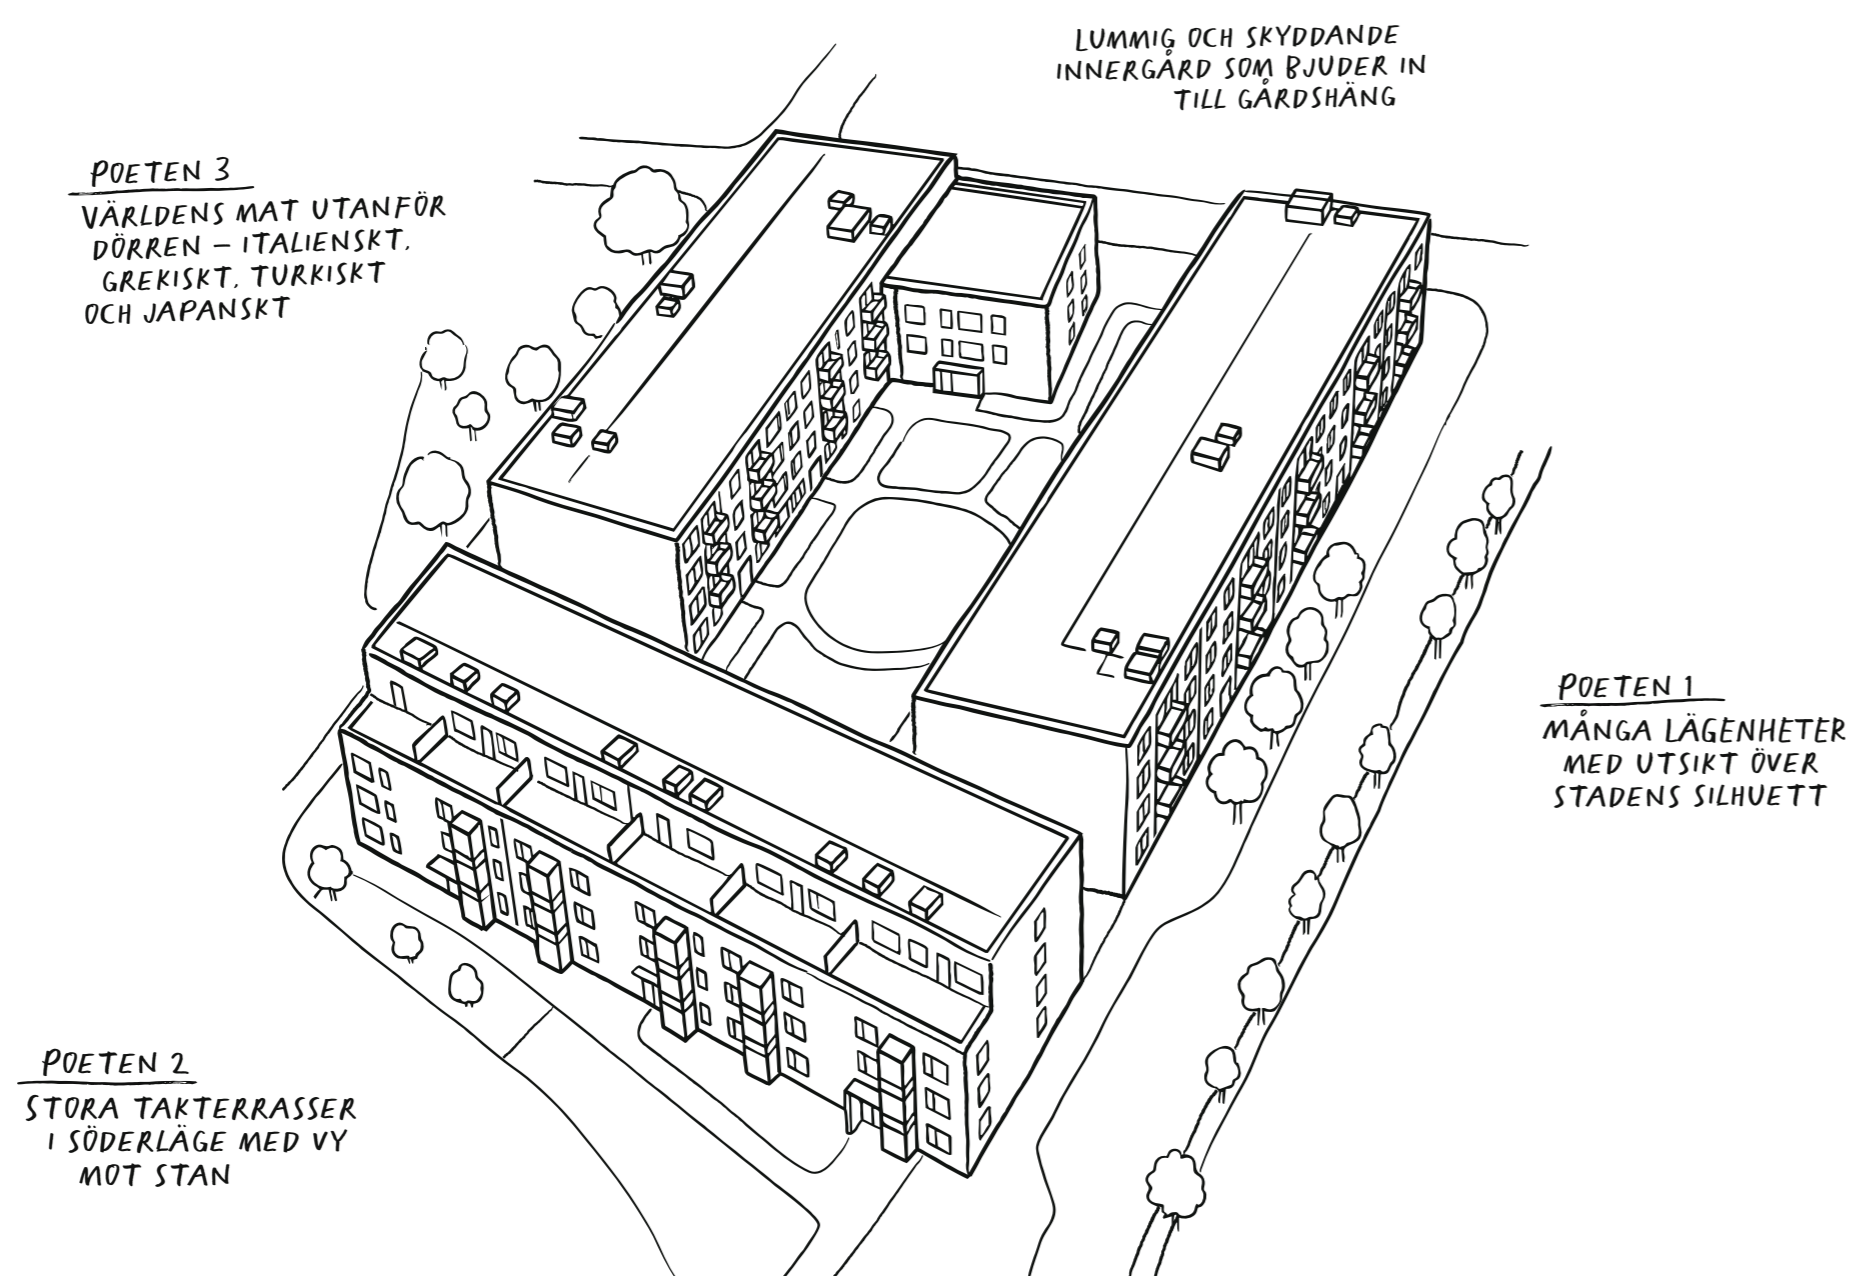 LUMMIG OCH SKYDDANDE
INNERGÅRD SOM BJUDER IN
TILL GÅRDSHÄNG
POETEN 3
VÄRLDENS MAT UTANFÖR
DÖRREN – ITALIENSKT,
GREKISKT, TURKISKT
OCH JAPANSKT
POETEN 1
MÅNGA LÄGENHETER
MED UTSIKT ÖVER
STADENS SILHUETT
POETEN 2
STORA TAKTERRASSER
I SÖDERLÄGE MED VY
MOT STAN